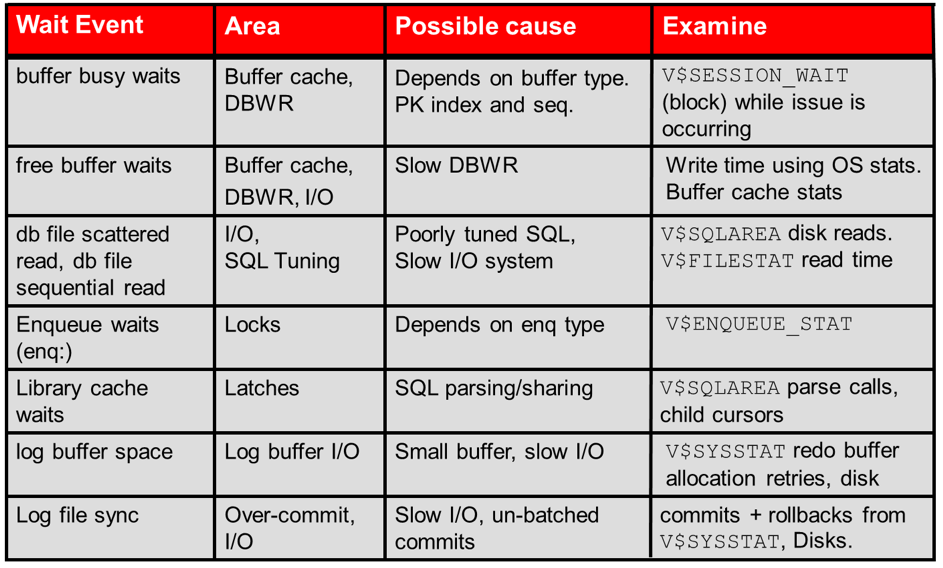 Wait Event
Area
Possible cause
Examine
buffer busy waits
Buffer cache,
DBWR
Depends on buffer type.
PK index and seq.
V$SESSION_WAIT
(block) while issue is
occurring
free buffer waits
Buffer cache,
DBWR, I/O
Slow DBWR
Write time using OS stats.
Buffer cache stats
db file scattered
read, db file
sequential read
I/O,
SQL Tuning
Poorly tuned SQL,
Slow I/O system
V$SQLAREA disk reads.
V$FILESTAT read time
Enqueue waits
(enq:)
Locks
Depends on enq type
V$ENQUEUE_STAT
Library cache
waits
Latches
SQL parsing/sharing
V$SQLAREA parse calls,
child cursors
log buffer space
Log buffer I/O
Small buffer, slow I/O
V$SYSSTAT redo buffer
allocation retries, disk
Log file sync
Over-commit,
I/O
Slow I/O, un-batched
commits
commits + rollbacks from
V$SYSSTAT, Disks.